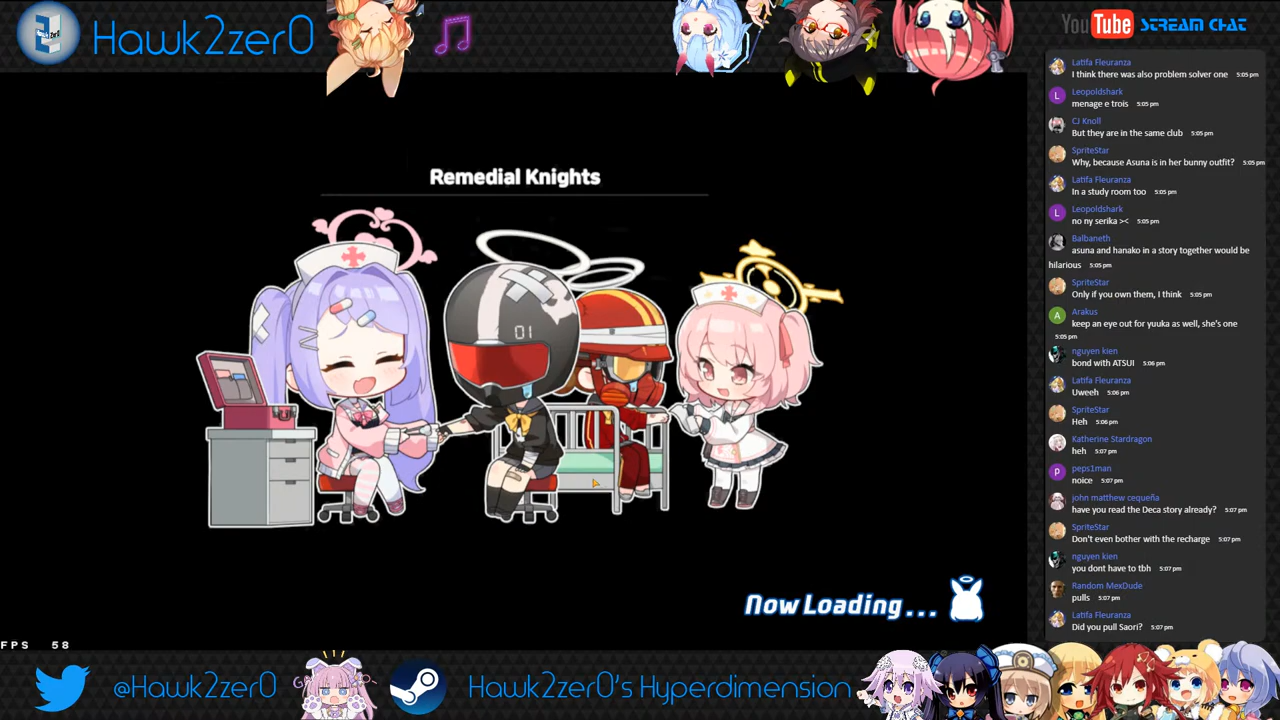 Hawk2zer0
YouTube STREAM CHAT
Remedial Knights
01
Now Loading...
FPS 58
@Hawk2zer0
Hawk2zer0's Hyperdimension
Latifa Fleuranza
I think there was also problem solver one 5:05 pm
Leopoldshark
L
menage e trois 5:05 pm
CJ Knoll
But they are in the same club 5:05 pm
SpriteStar
Why, because Asuna is in her bunny outfit? 5:05 pm
Latifa Fleuranza
In a study room too 5:05 pm
Leopoldshark
L
no ny serika >< 5:05 pm
Balbaneth
asuna and hanako in a story together would be
hilarious 5:05 pm
SpriteStar
Only if you own them, I think 5:05 pm
Arakus
A
keep an eye out for yuuka as well, she's one
5:05 pm
nguyen kien
bond with ATSUI 5:06 pm
Latifa Fleuranza
Uweeh 5:06 pm
SpriteStar
Heh 5:06 pm
Katherine Stardragon
heh 5:07 pm
peps1man
p
noice 5:07 pm
john matthew cequeña
have you read the Deca story already? 5:07 pm
SpriteStar
Don't even bother with the recharge 5:07 pm
nguyen kien
you dont have to tbh 5:07 pm
Random MexDude
pulls 5:07 pm
Latifa Fleuranza
Did you pull Saori? 5:07 pm